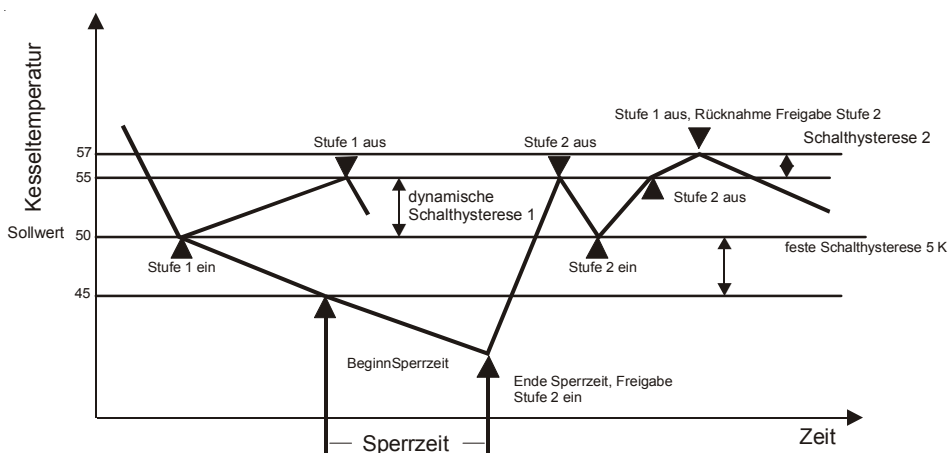 Kesseltemperatur
Stufe 1 aus, Rücknahme Freigabe Stufe 2
Stufe 1 aus
Stufe 2 aus
Schalthysterese 2
57
55
dynamische
Schalthysterese 1
Stufe 2 aus
Sollwert 50
feste Schalthysterese 5 K
Stufe 1 ein
Stufe 2 ein
45
BeginnSperrzeit
Ende Sperrzeit, Freigabe
Stufe 2 ein
Sperrzeit
Zeit